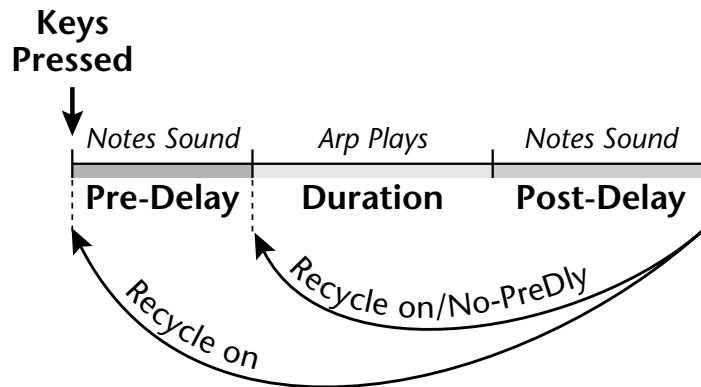 Keys
Pressed
Notes Sound Arp Plays Notes Sound
Pre-Delay Duration Post-Delay
Recycle on/No-PreDly
Recycle on